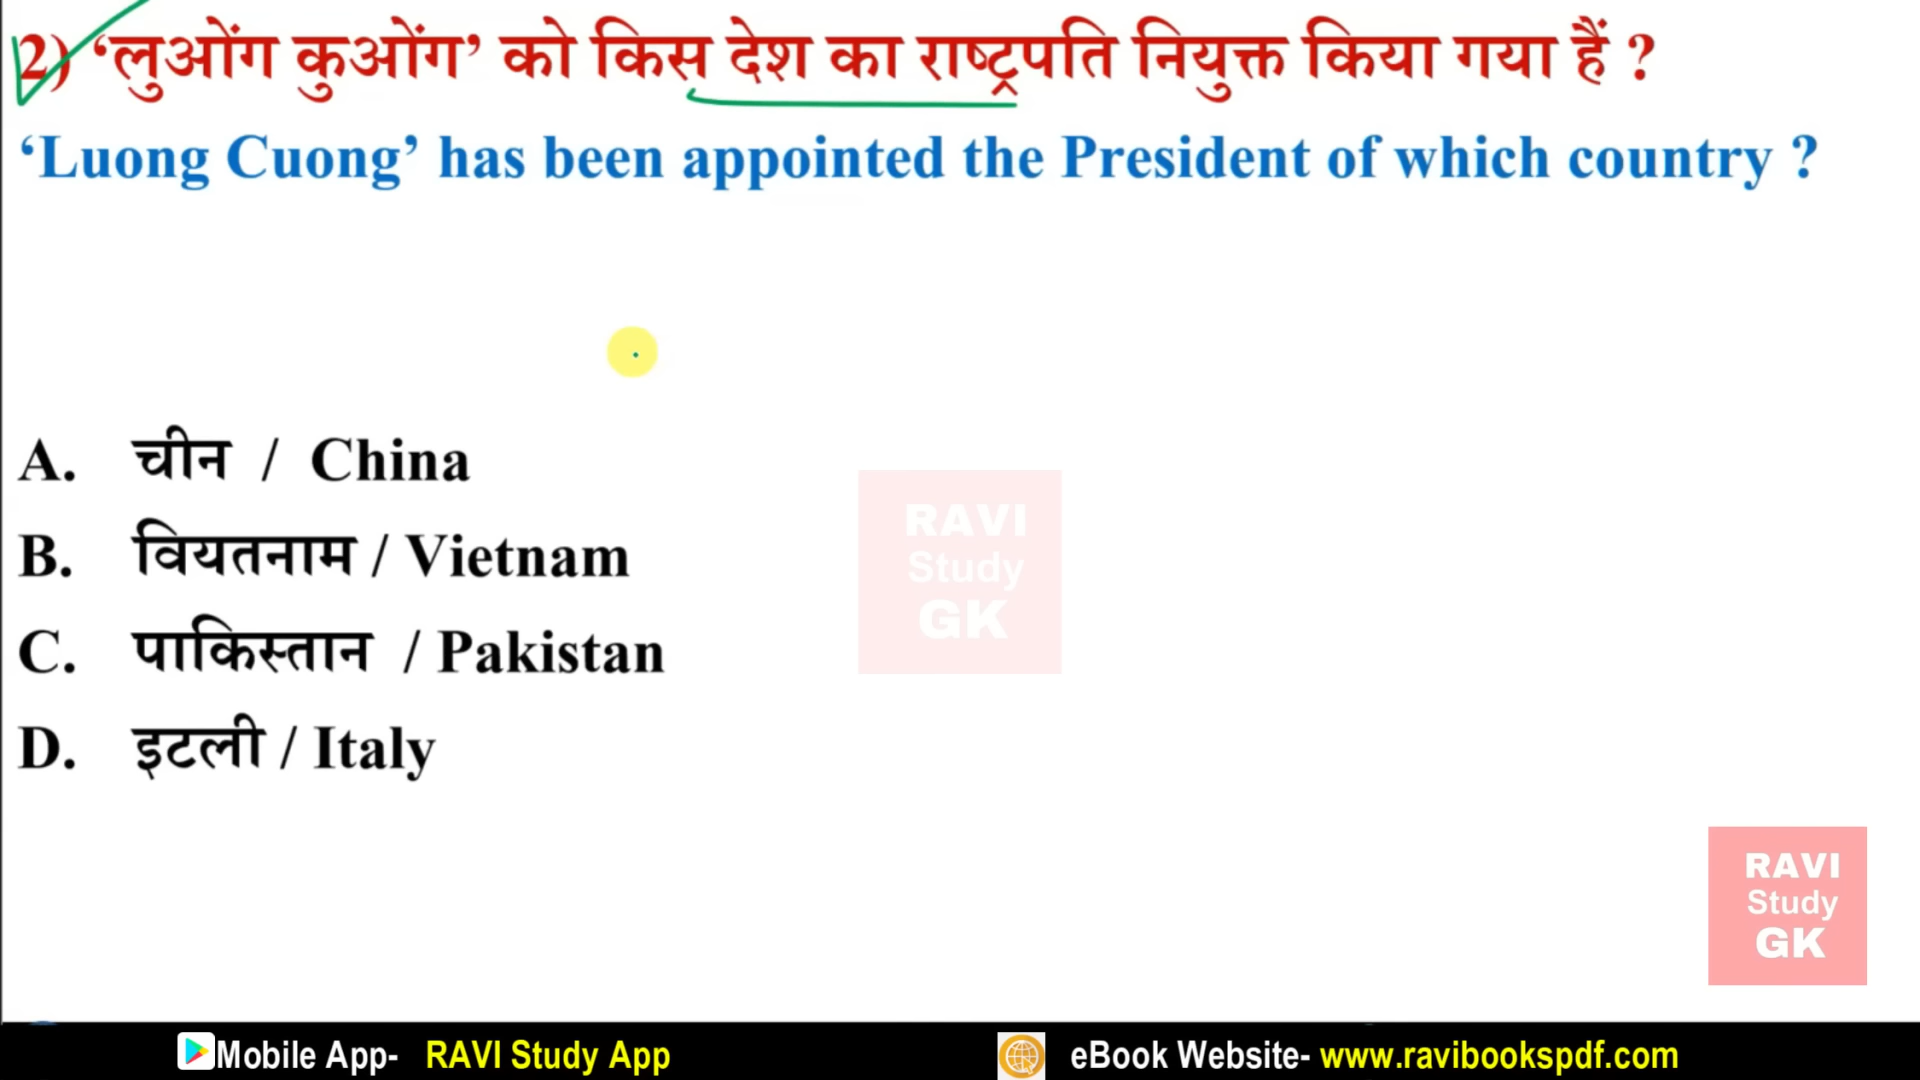 2) ‘लुओंग कुओंग’ को किस देश का राष्ट्रपति नियुक्त किया गया हैं ?
‘Luong Cuong’ has been appointed the President of which country ?
A. चीन / China
B. वियतनाम / Vietnam
C. पाकिस्तान / Pakistan
D. इटली / Italy
RAVI
Study
GK
RAVI
Study
GK
Mobile App- RAVI Study App
eBook Website- www.ravibookspdf.com